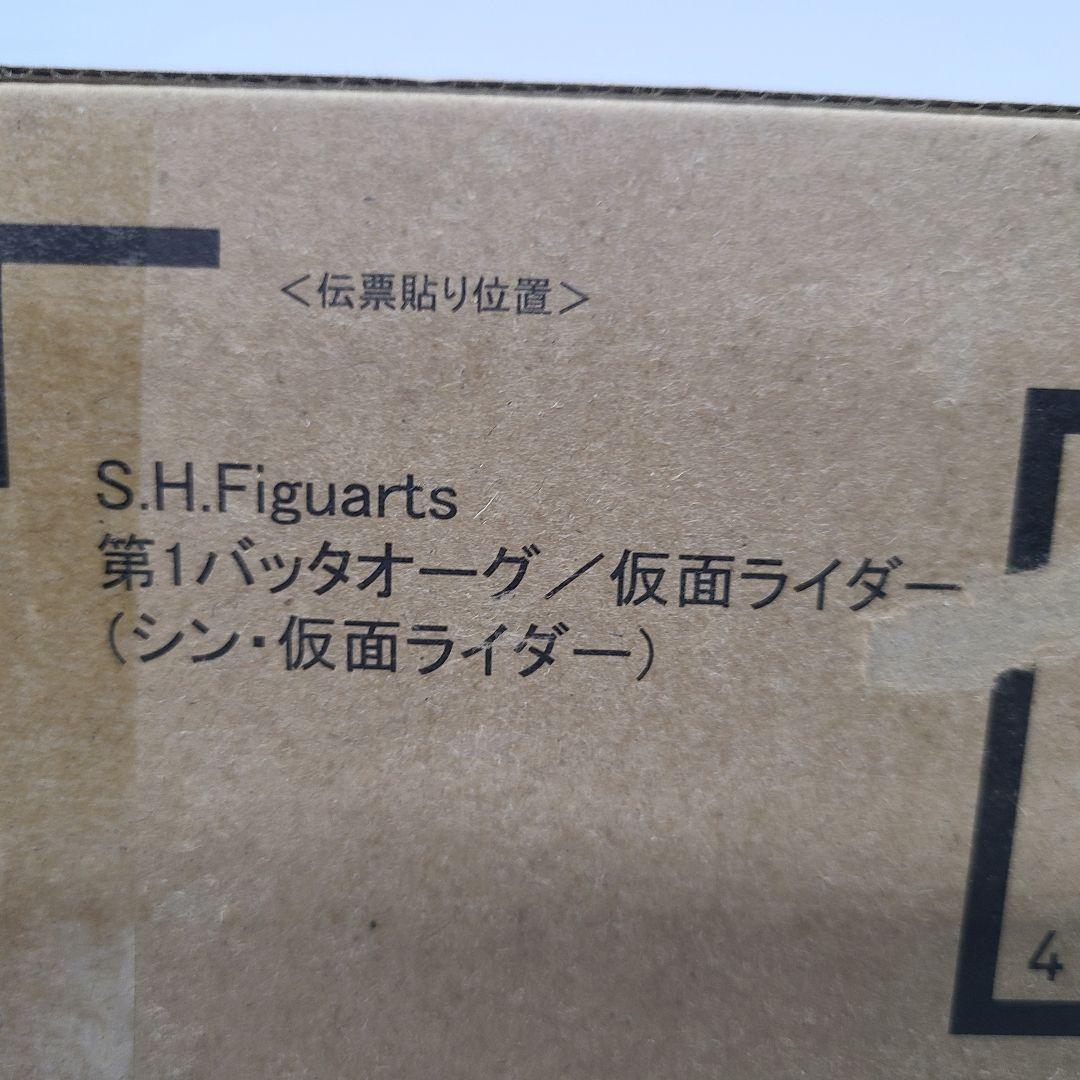 ＜伝票貼り位置＞
S.H.Figuarts
第1バッタオーグ／仮面ライダー
（シン・仮面ライダー）
4